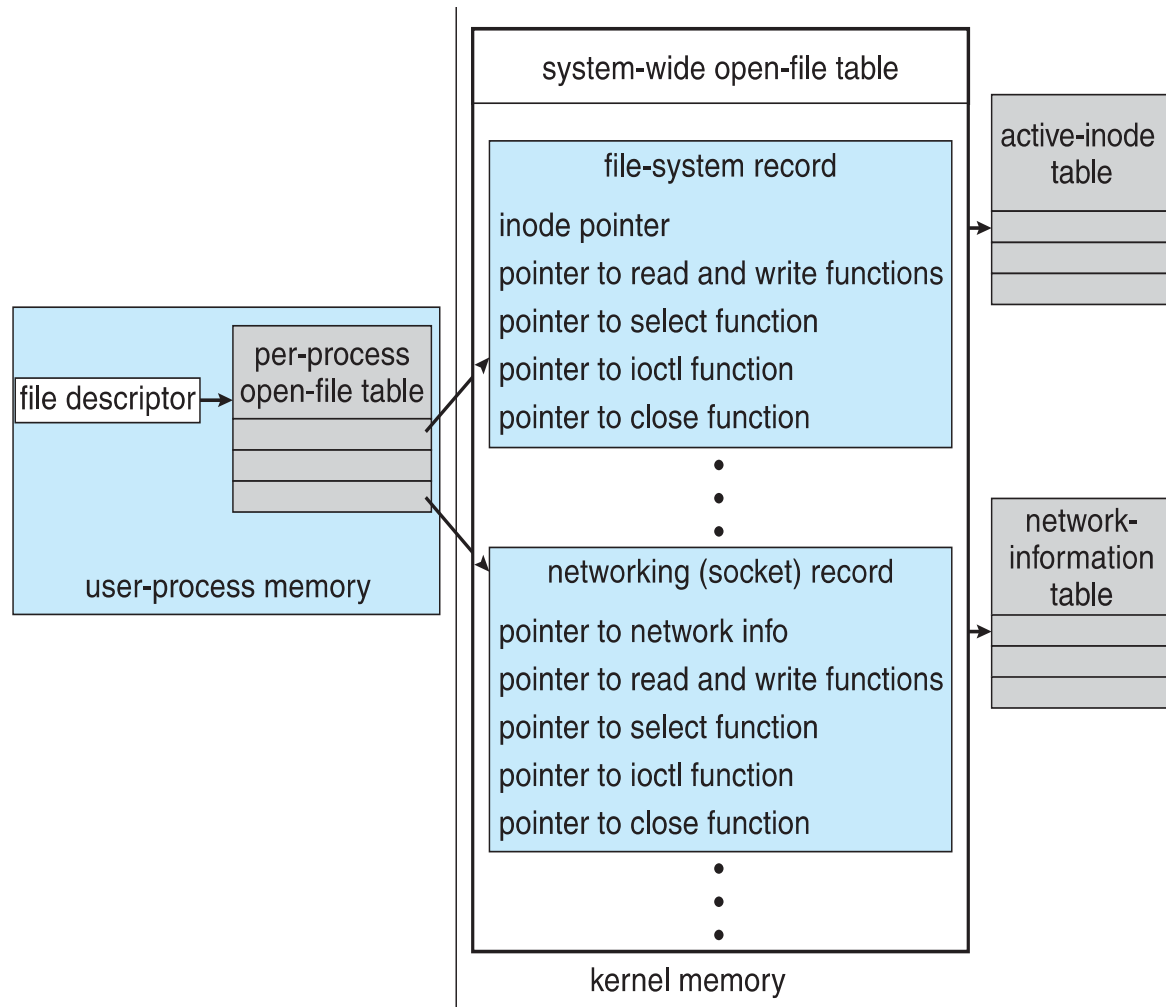 system-wide open-file table
file-system record
inode pointer
pointer to read and write functions
pointer to select function
pointer to ioctl function
pointer to close function
active-inode
table
file descriptor
per-process
open-file table
user-process memory
networking (socket) record
pointer to network info
pointer to read and write functions
pointer to select function
pointer to ioctl function
pointer to close function
network-
information
table
kernel memory